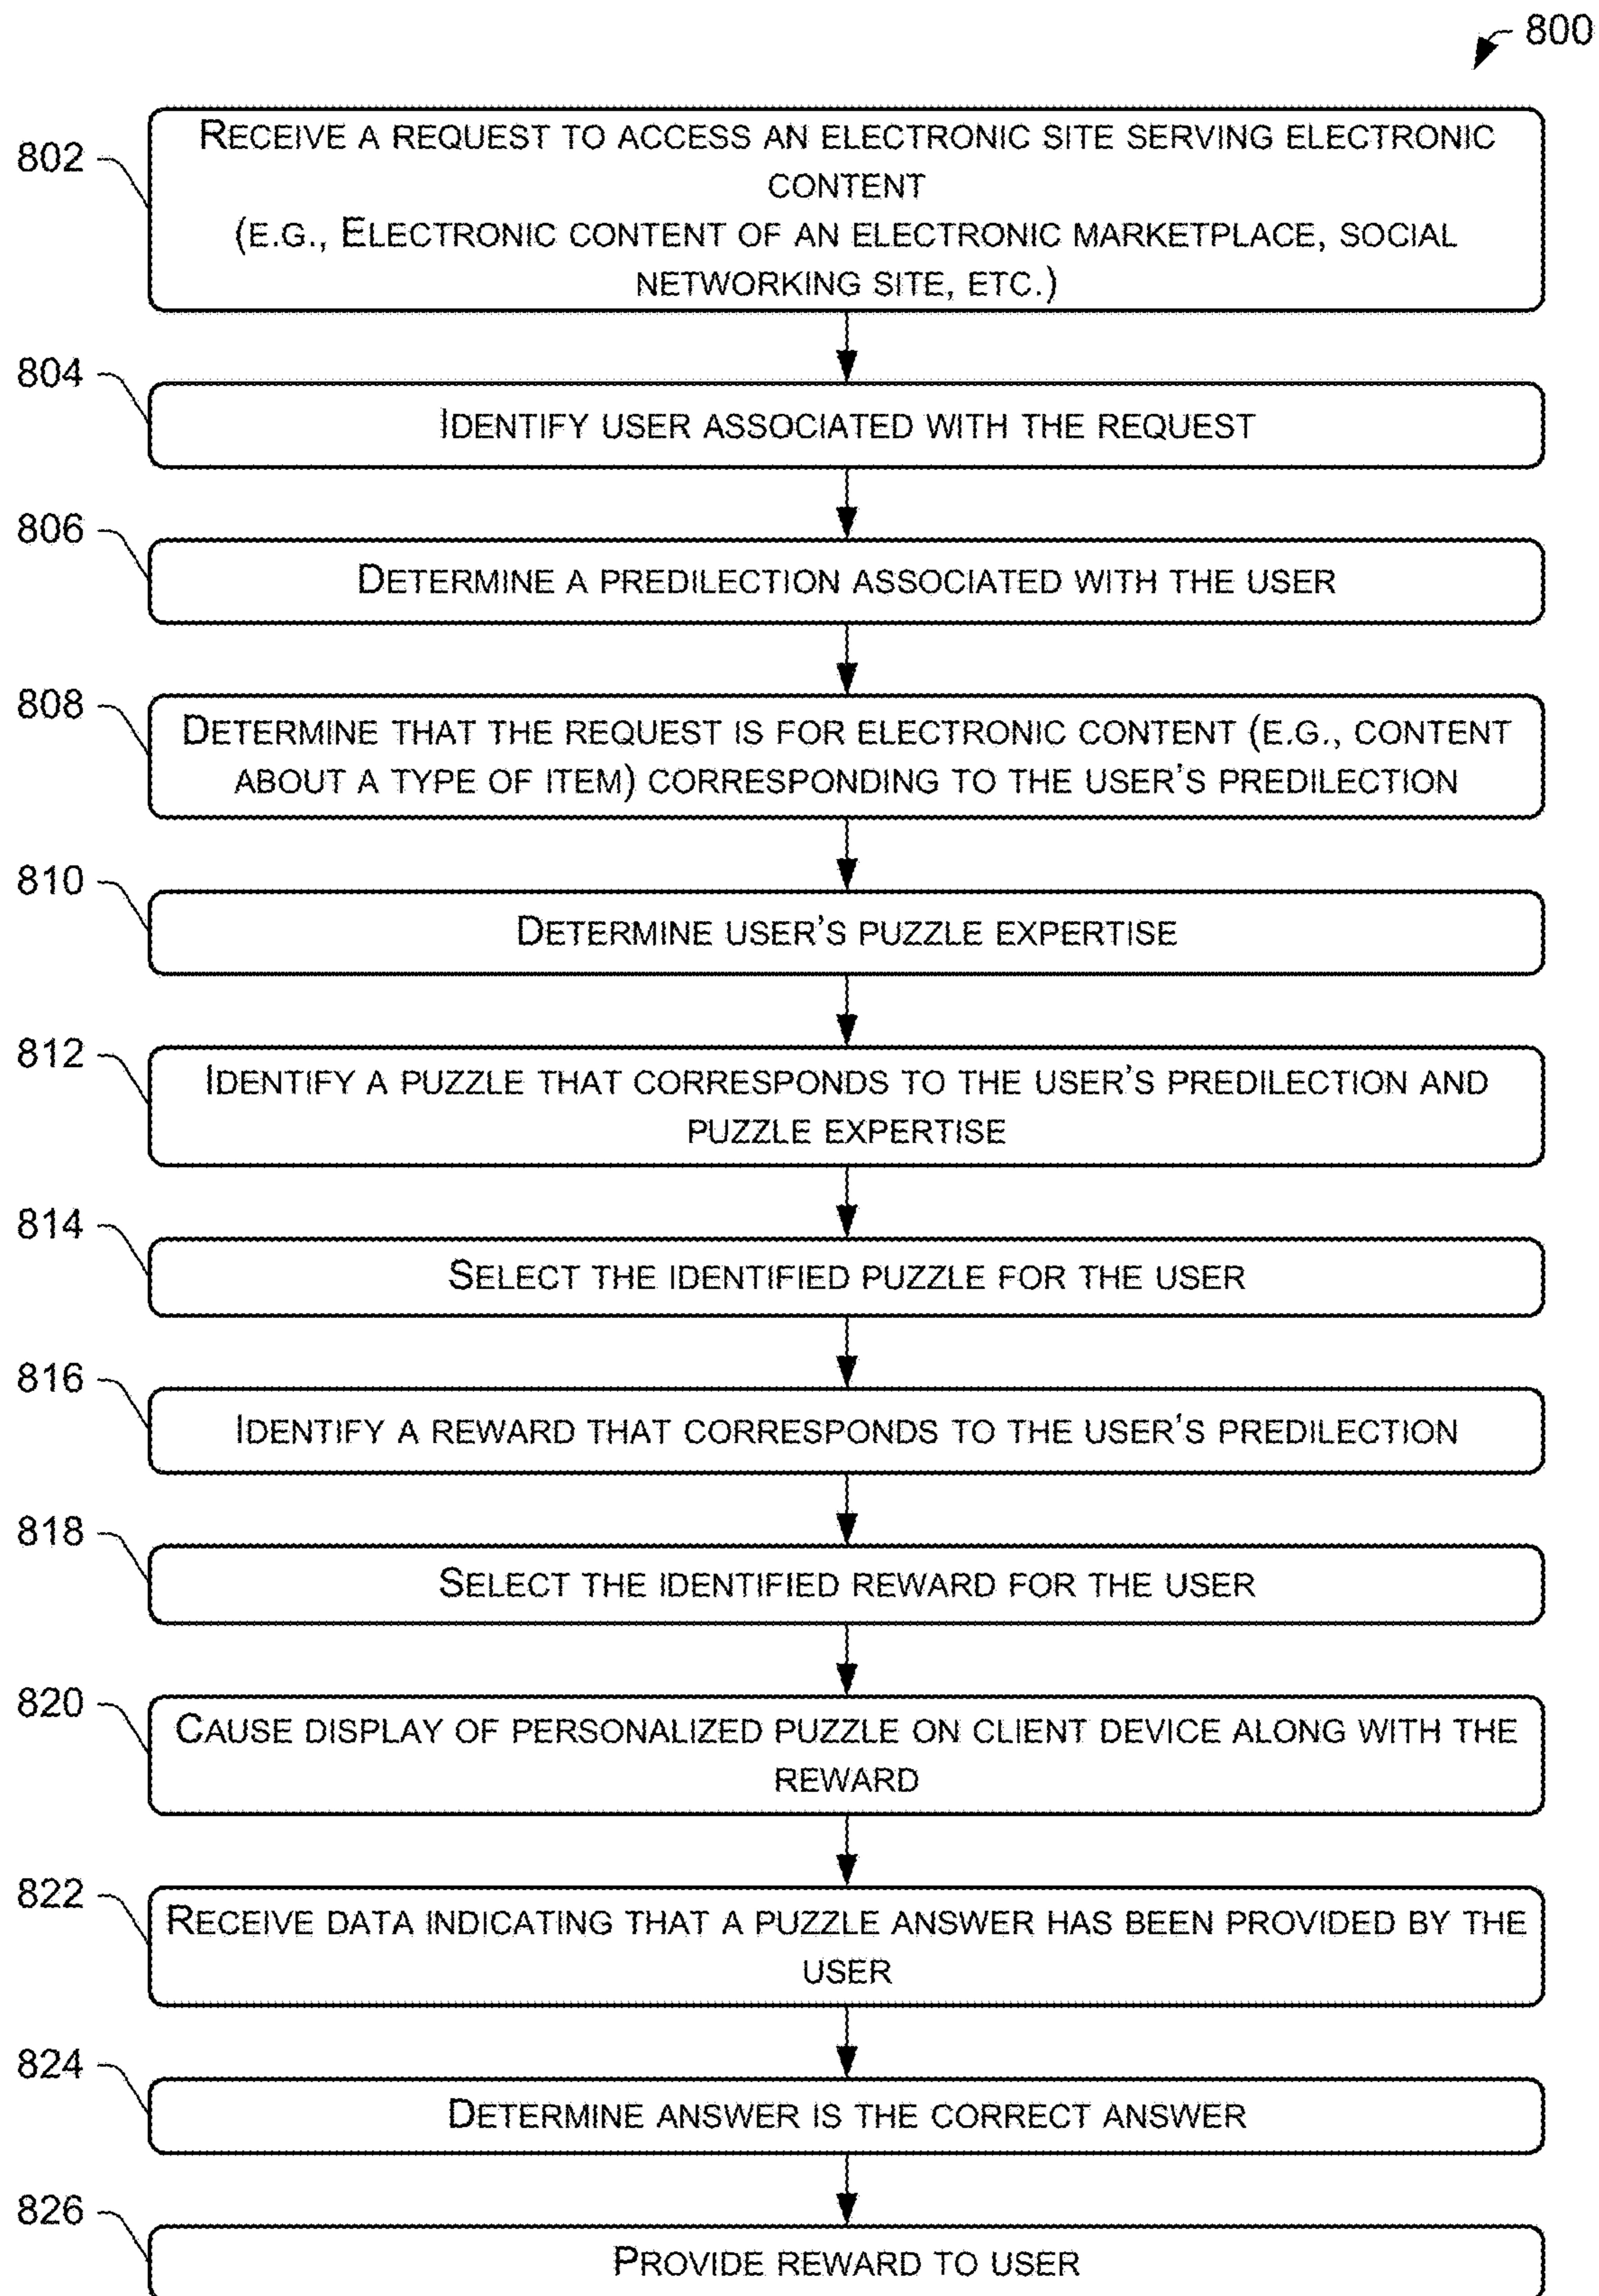 800
802
RECEIVE A REQUEST TO ACCESS AN ELECTRONIC SITE SERVING ELECTRONIC
CONTENT
(E.G., ELECTRONIC CONTENT OF AN ELECTRONIC MARKETPLACE, SOCIAL
NETWORKING SITE, ETC.)
804
IDENTIFY USER ASSOCIATED WITH THE REQUEST
806
DETERMINE A PREDILECTION ASSOCIATED WITH THE USER
808
DETERMINE THAT THE REQUEST IS FOR ELECTRONIC CONTENT (E.G., CONTENT
ABOUT A TYPE OF ITEM) CORRESPONDING TO THE USER'S PREDILECTION
810
DETERMINE USER'S PUZZLE EXPERTISE
812
IDENTIFY A PUZZLE THAT CORRESPONDS TO THE USER'S PREDILECTION AND
PUZZLE EXPERTISE
814
SELECT THE IDENTIFIED PUZZLE FOR THE USER
816
IDENTIFY A REWARD THAT CORRESPONDS TO THE USER'S PREDILECTION
818
SELECT THE IDENTIFIED REWARD FOR THE USER
820
CAUSE DISPLAY OF PERSONALIZED PUZZLE ON CLIENT DEVICE ALONG WITH THE
REWARD
822
RECEIVE DATA INDICATING THAT A PUZZLE ANSWER HAS BEEN PROVIDED BY THE
USER
824
DETERMINE ANSWER IS THE CORRECT ANSWER
826
PROVIDE REWARD TO USER